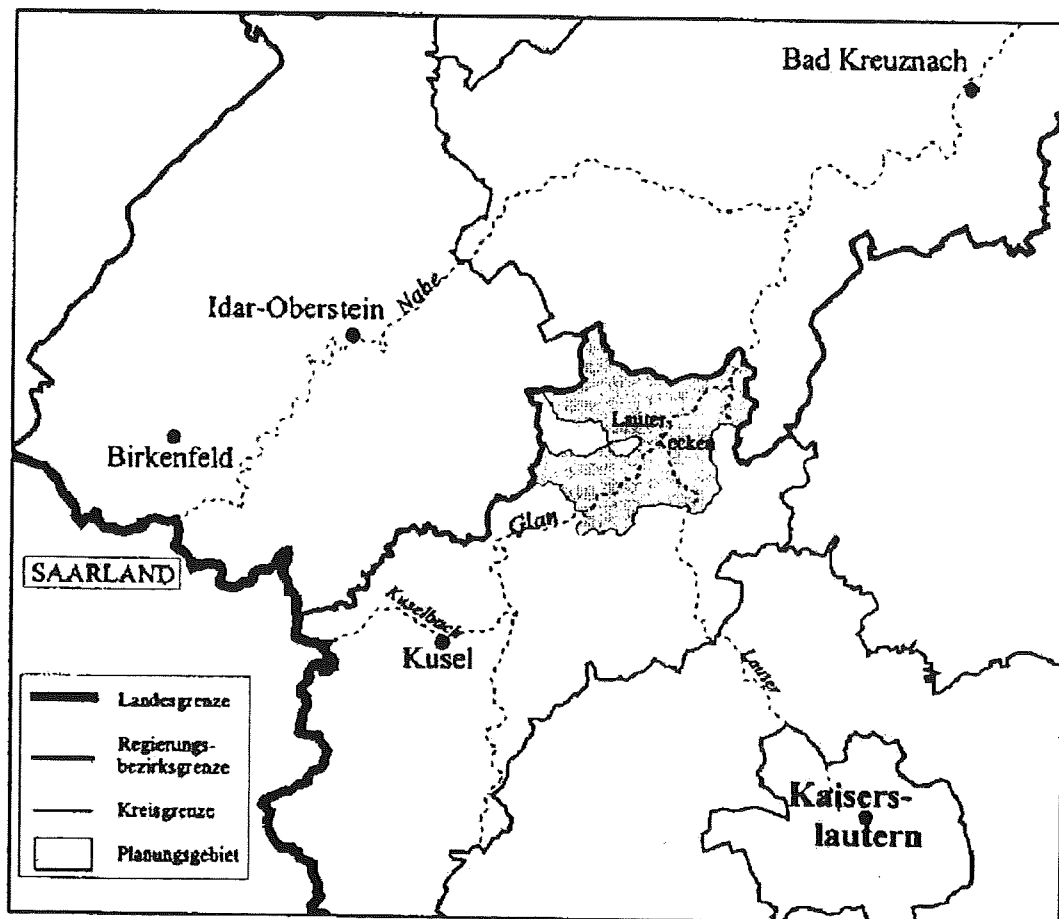 Bad Kreuznach
Nahe
Idar-Oberstein
Lauter-
ecken
Birkenfeld
Glan
SAARLAND
Kuselbach
Kusel
Lauter
Landesgrenze
Regierungs-
bezirksgrenze
Kreisgrenze
Planungsgebiet
Kaisers-
lautern